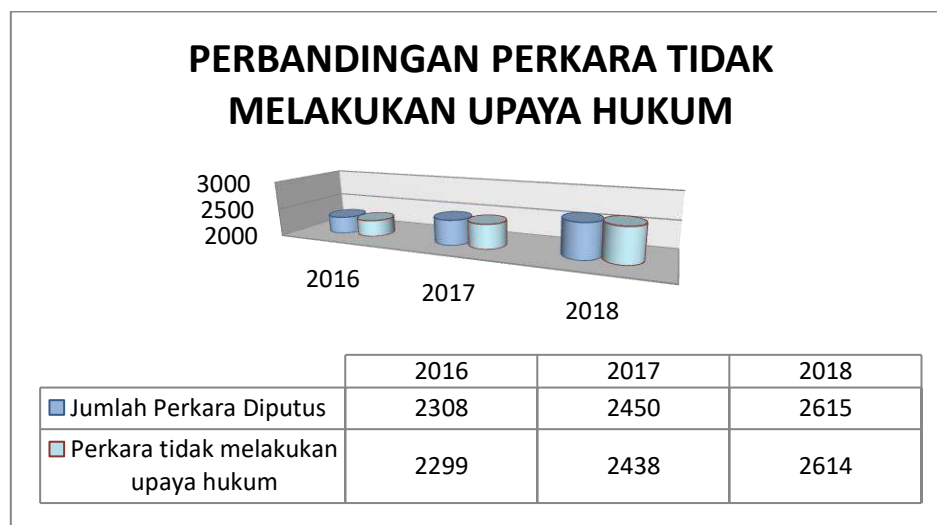 PERBANDINGAN PERKARA TIDAK
MELAKUKAN UPAYA HUKUM
3000
2500
2000
2016
2017
2018
2016 2017 2018
Jumlah Perkara Diputus 2308 2450 2615
Perkara tidak melakukan
upaya hukum 2299 2438 2614